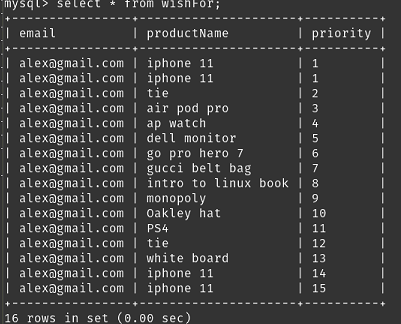 mysql> select * from wishFor;
+----------------+--------------------+----------+
| email          | productName        | priority |
+----------------+--------------------+----------+
| alex@gmail.com | iphone 11          | 1        |
| alex@gmail.com | iphone 11          | 1        |
| alex@gmail.com | tie                | 2        |
| alex@gmail.com | air pod pro        | 3        |
| alex@gmail.com | ap watch           | 4        |
| alex@gmail.com | dell monitor       | 5        |
| alex@gmail.com | go pro hero 7      | 6        |
| alex@gmail.com | gucci belt bag     | 7        |
| alex@gmail.com | intro to linux book | 8        |
| alex@gmail.com | monopoly           | 9        |
| alex@gmail.com | Oakley hat         | 10       |
| alex@gmail.com | PS4                | 11       |
| alex@gmail.com | tie                | 12       |
| alex@gmail.com | white board        | 13       |
| alex@gmail.com | iphone 11          | 14       |
| alex@gmail.com | iphone 11          | 15       |
+----------------+--------------------+----------+
16 rows in set (0.00 sec)